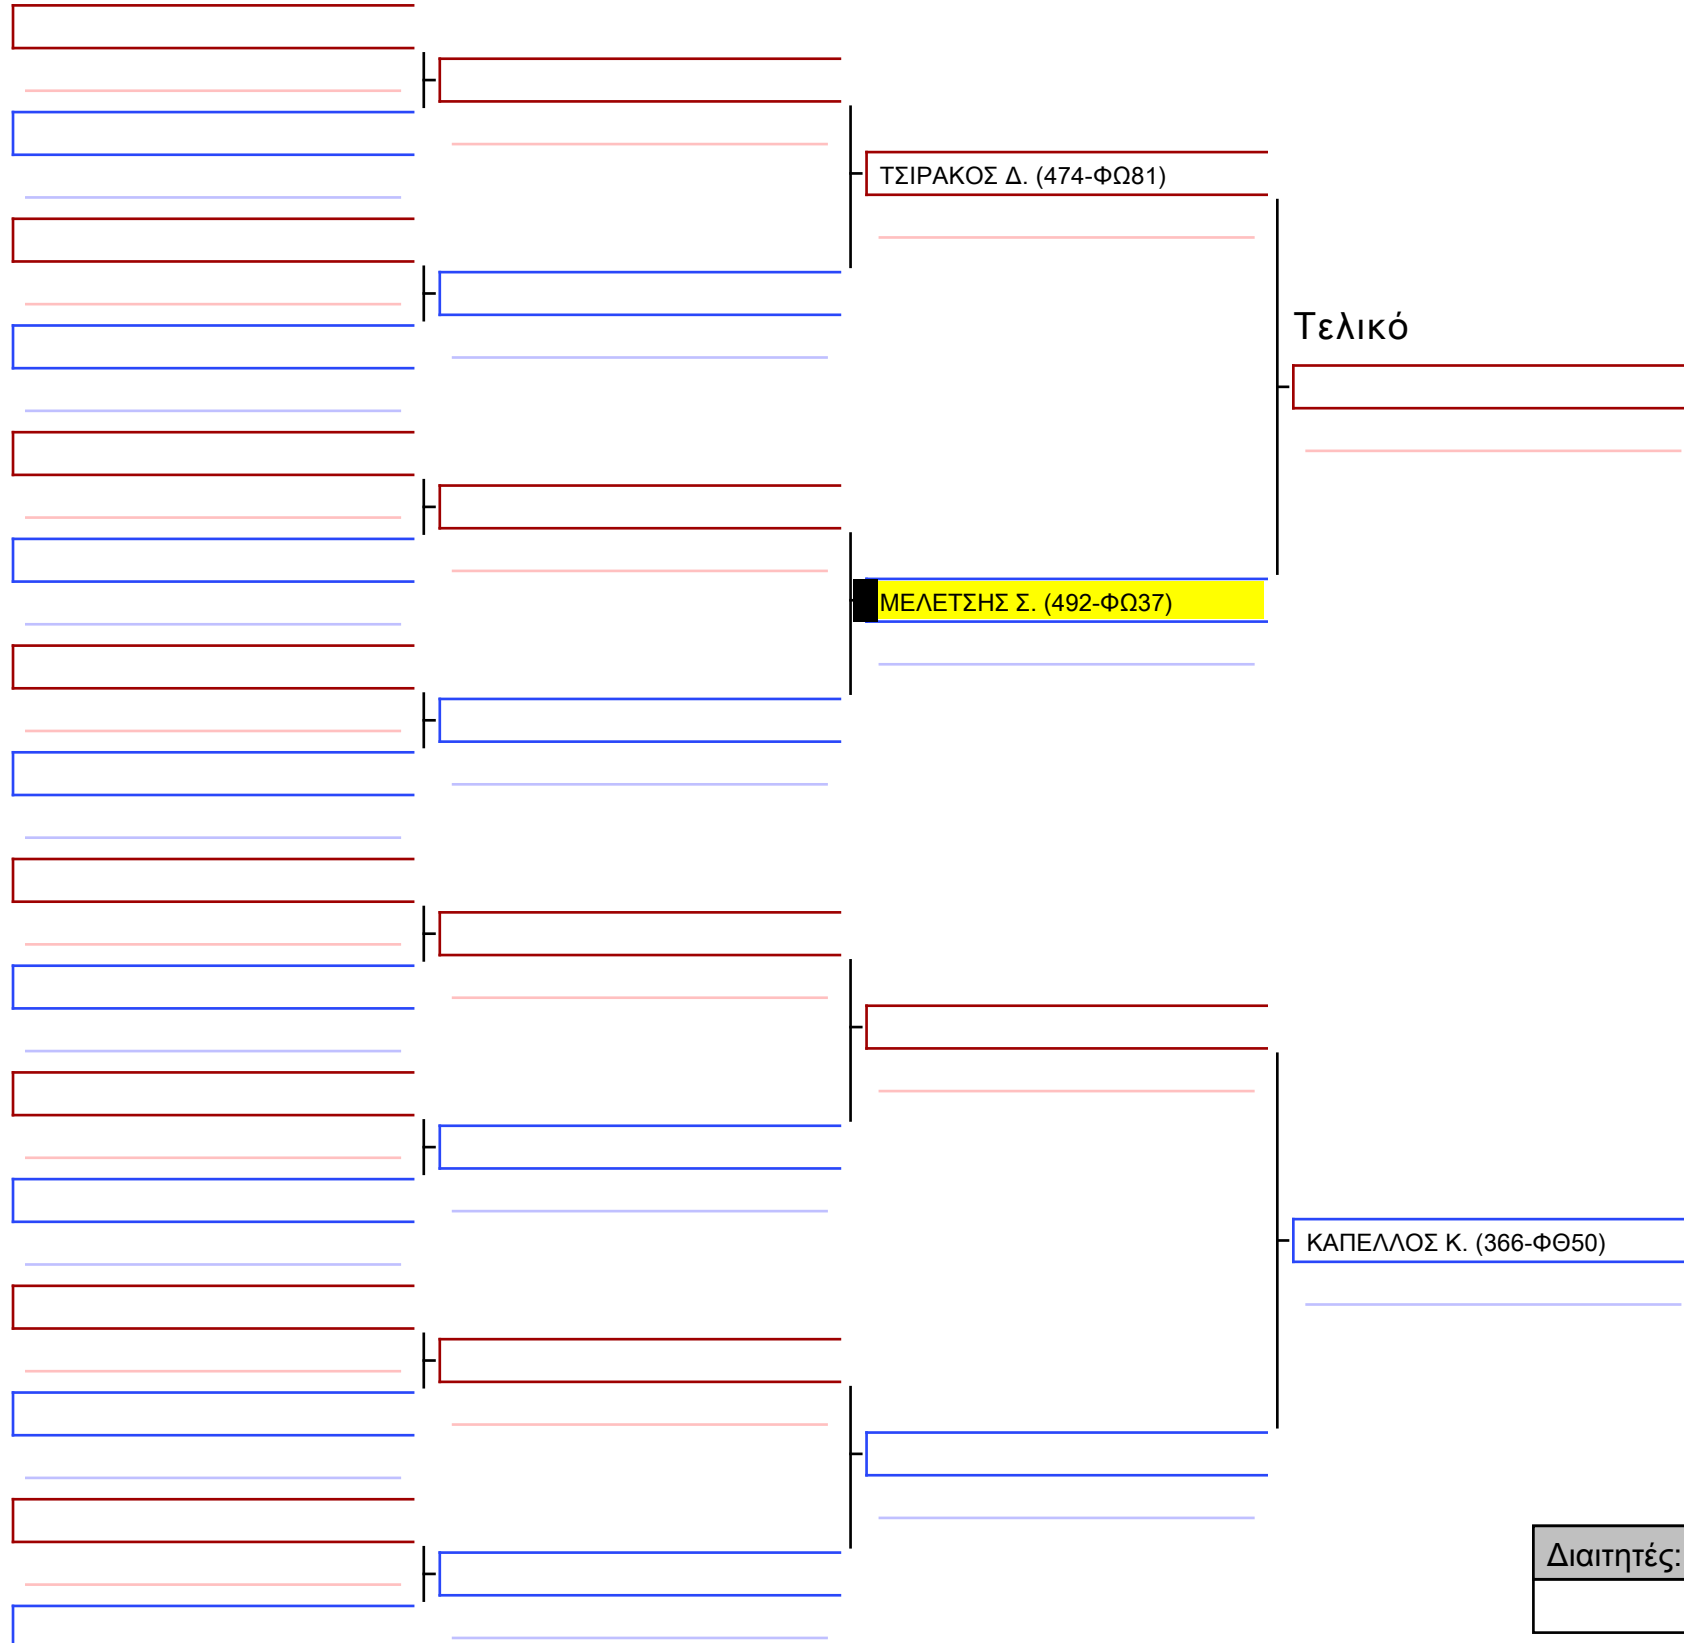 ΤΣΙΡΑΚΟΣ Δ. (474-ΦΩ81)
Τελικό
ΜΕΛΕΤΣΗΣ Σ. (492-ΦΩ37)
ΚΑΠΕΛΛΟΣ Κ. (366-ΦΘ50)
Διαιτητές: